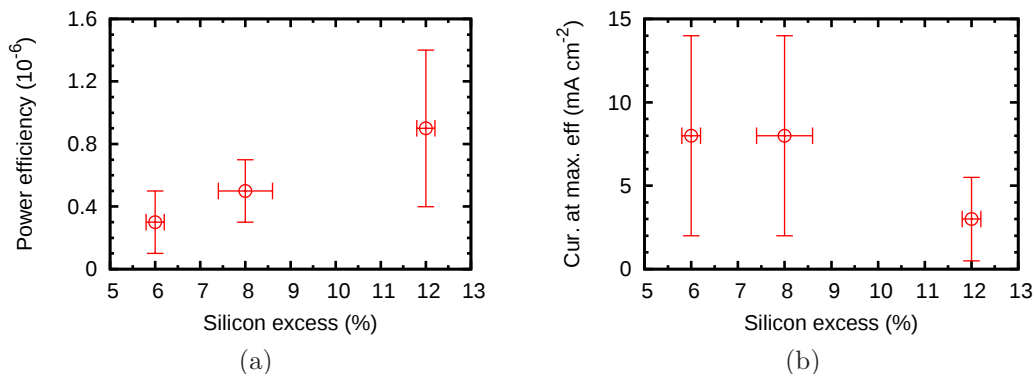 Power efficiency (10-6)
1.6
1.2
0.8
0.4
0
5 6 7 8 9 10 11 12 13
Silicon excess (%)
(a)
Cur. at max. eff (mA cm-2)
15
10
5
0
5 6 7 8 9 10 11 12 13
Silicon excess (%)
(b)